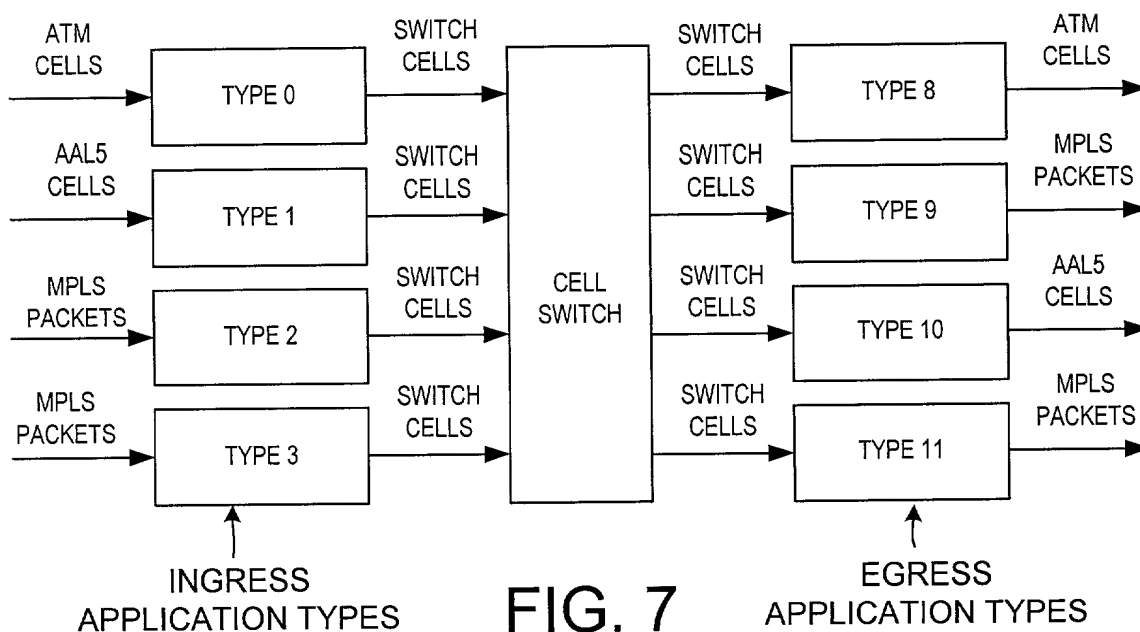 ATM
CELLS
TYPE 0
SWITCH
CELLS
SWITCH
CELLS
TYPE 8
ATM
CELLS
AAL5
CELLS
TYPE 1
SWITCH
CELLS
SWITCH
CELLS
TYPE 9
MPLS
PACKETS
MPLS
PACKETS
TYPE 2
SWITCH
CELLS
CELL
SWITCH
SWITCH
CELLS
TYPE 10
AAL5
CELLS
MPLS
PACKETS
TYPE 3
SWITCH
CELLS
SWITCH
CELLS
TYPE 11
MPLS
PACKETS
INGRESS
APPLICATION TYPES
FIG. 7
EGRESS
APPLICATION TYPES